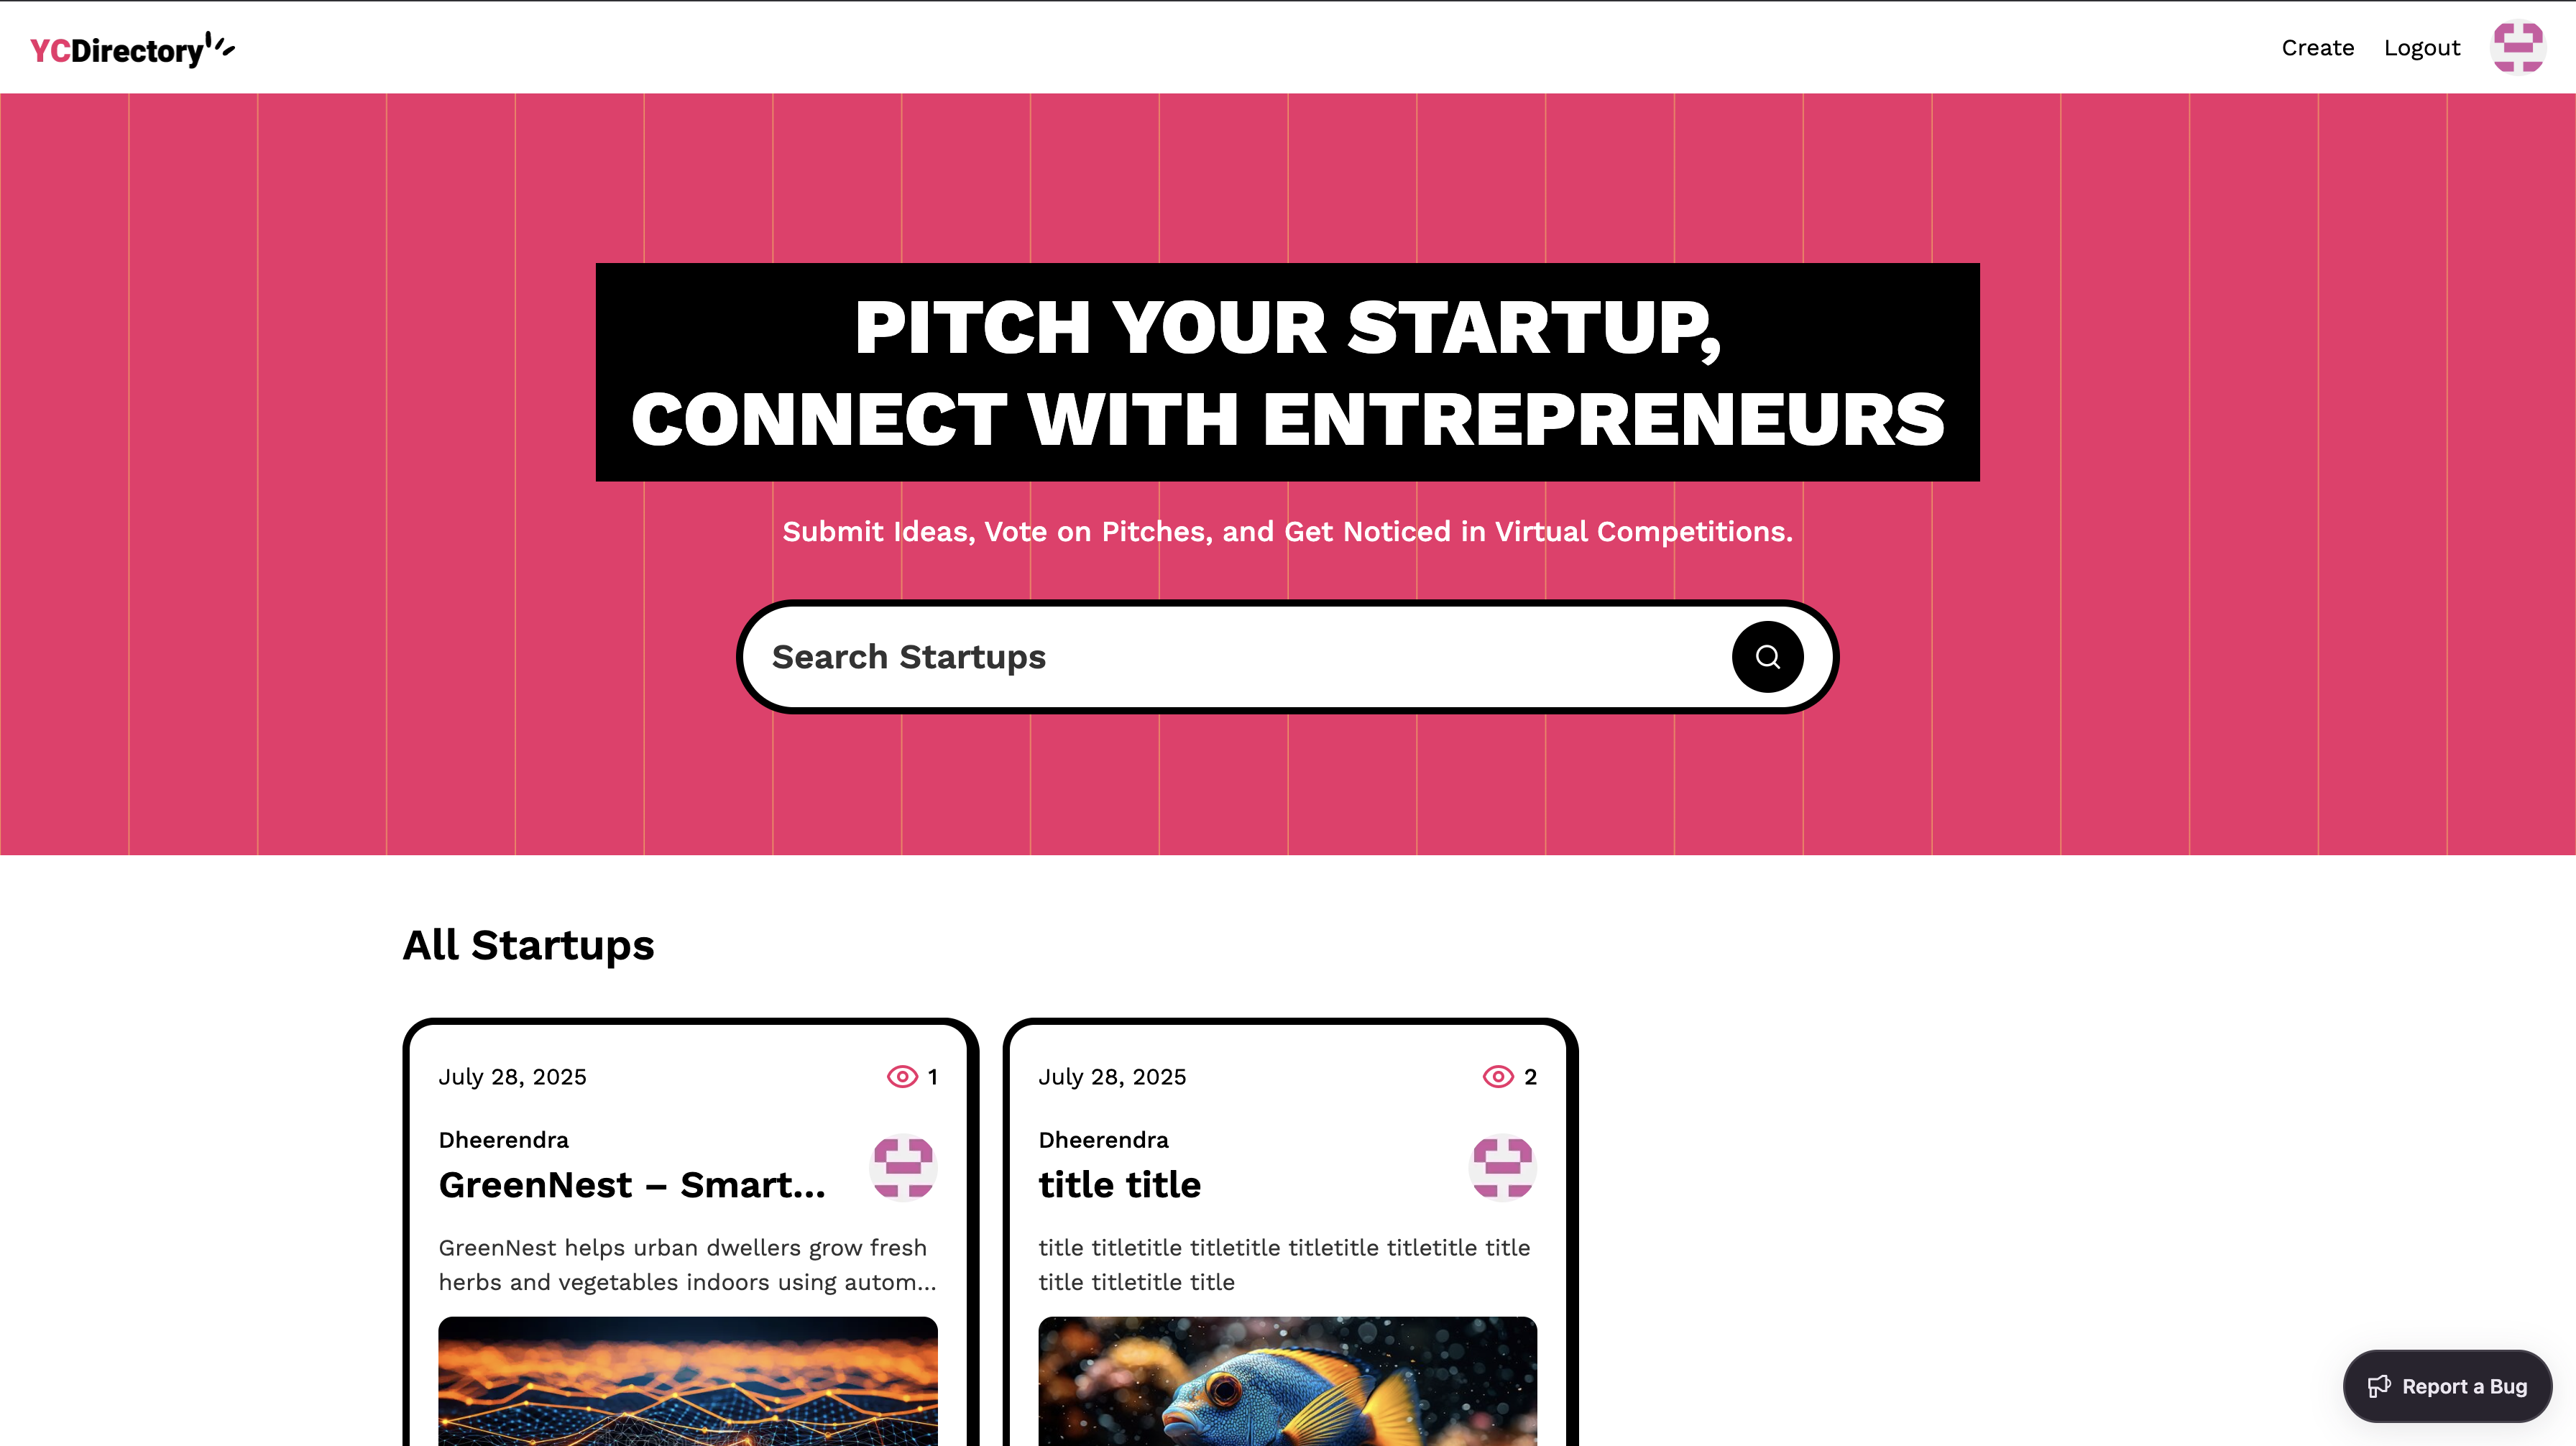 YCDirectory
Create
Logout
PITCH YOUR STARTUP,
CONNECT WITH ENTREPRENEURS
Submit Ideas, Vote on Pitches, and Get Noticed in Virtual Competitions.
Search Startups
All Startups
July 28, 2025
1
Dheerendra
GreenNest – Smart...
GreenNest helps urban dwellers grow fresh
herbs and vegetables indoors using autom...
July 28, 2025
2
Dheerendra
title title
title titletitle titletitle titletitle titletitle title
title titletitle title
Report a Bug